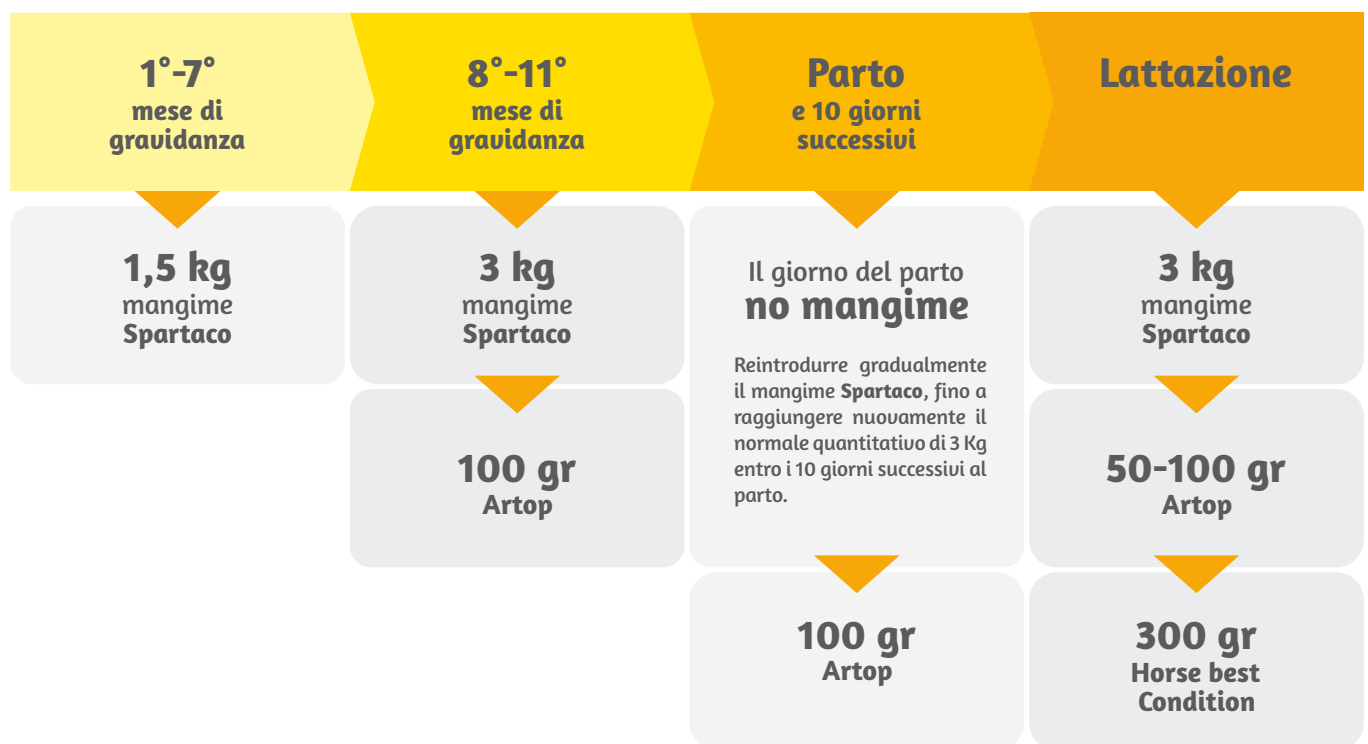 1°-7°
mese di
gravidanza
8°-11°
mese di
gravidanza
Parto
e 10 giorni
successivi
Lattazione
1,5 kg
mangime
Spartaco
3 kg
mangime
Spartaco
100 gr
Artop
Il giorno del parto
no mangime
Reintrodurre gradualmente
il mangime Spartaco, fino a
raggiungere nuovamente il
normale quantitativo di 3 Kg
entro i 10 giorni successivi al
parto.
100 gr
Artop
3 kg
mangime
Spartaco
50-100 gr
Artop
300 gr
Horse best
Condition